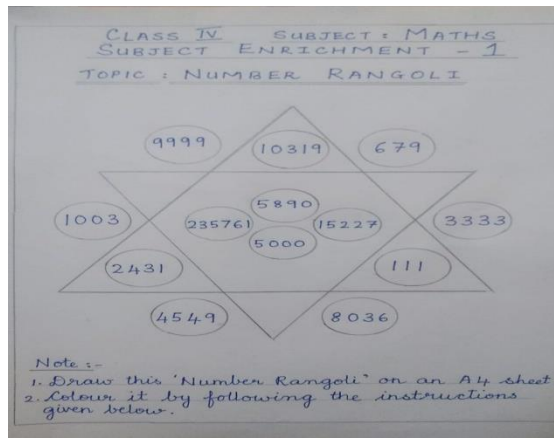 CLASS IV SUBJECT : MATHS
SUBJECT ENRICHMENT - 1
TOPIC : NUMBER RANGOLI
9999 10319 679
5890
1003 235761 15227 3333
5000
2431 111
4549 8036
Note :-
1. Draw this 'Number Rangoli' on an A4 sheet
2. Colour it by following the instructions
given below.